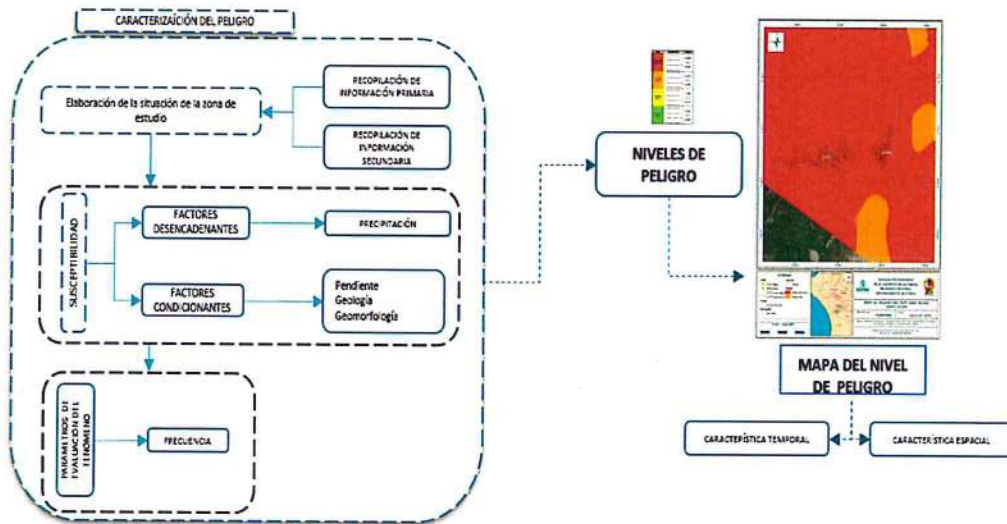 CARACTERIZAICIÓN DEL PELIGRO
Elaboración de la situación de la zona de
estudio
RECOPILACIÓN DE
INFORMACIÓN PRIMARIA
RECOPILACIÓN DE
INFORMACIÓN
SECUNDARIA
SUSCEPTIBILIDAD
FACTORES
DESENCADENANTES
PRECIPITACIÓN
FACTORES
CONDICIONANTES
Pendiente
Geología
Geomorfología
PARAMETROS DE
EVALUACIÓN DEL
FENÓMENO
FRECUENCIA
NIVELES DE
PELIGRO
MAPA DEL NIVEL
DE PELIGRO
CARACTERÍSTICA TEMPORAL
CARACTERÍSTICA ESPACIAL